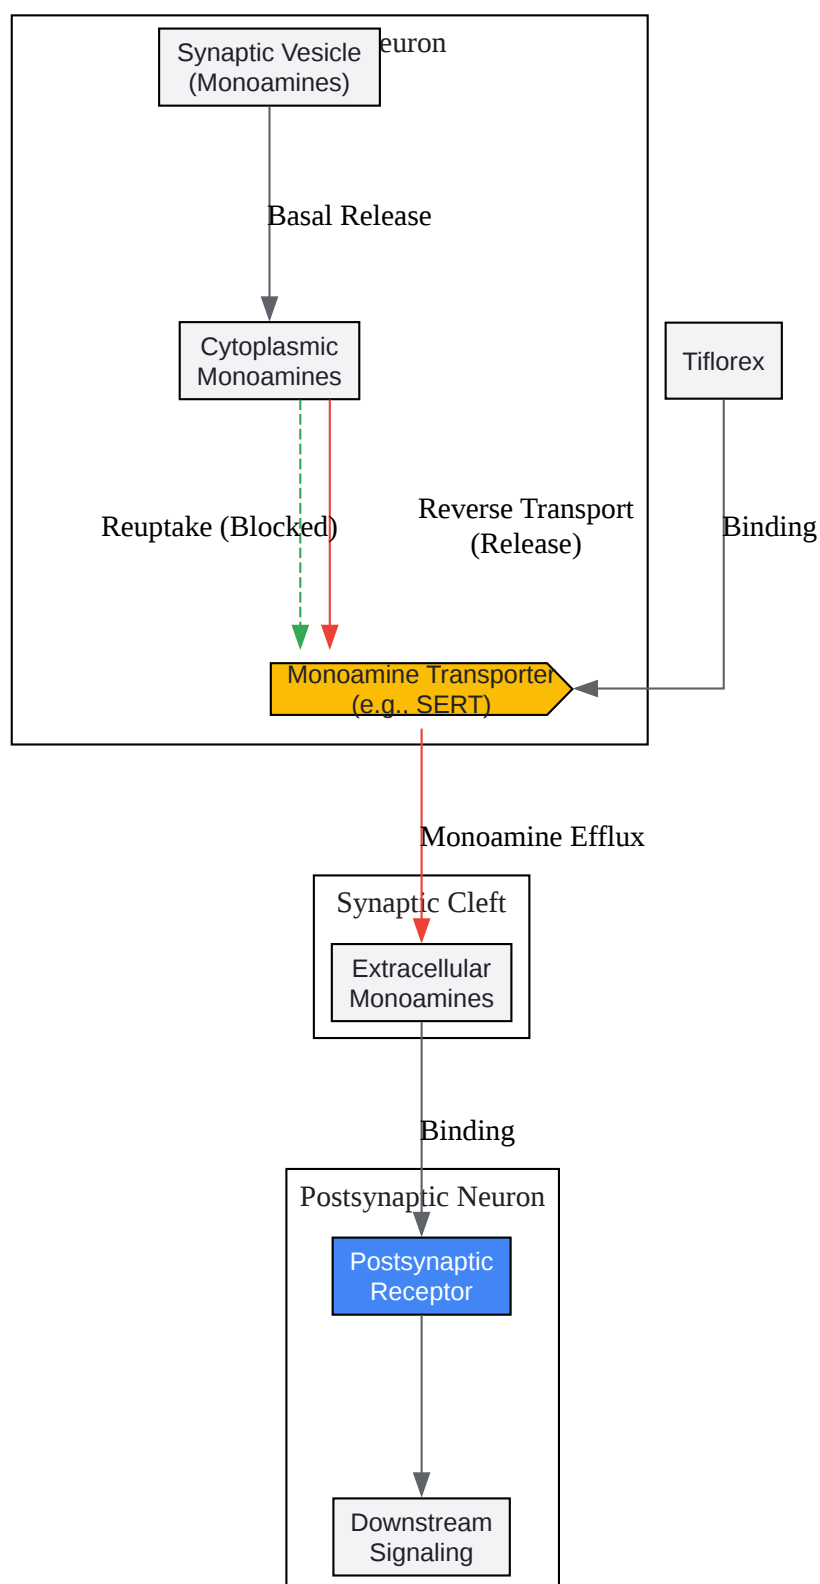 Synaptic Vesicle
(Monoamines)
euron
Basal Release
Cytoplasmic
Monoamines
Tiflorex
Reuptake (Blocked)
Reverse Transport
(Release)
Binding
Monoamine Transporter
(e.g., SERT)
Monoamine Efflux
Synaptic Cleft
Extracellular
Monoamines
Binding
Postsynaptic Neuron
Postsynaptic
Receptor
Downstream
Signaling